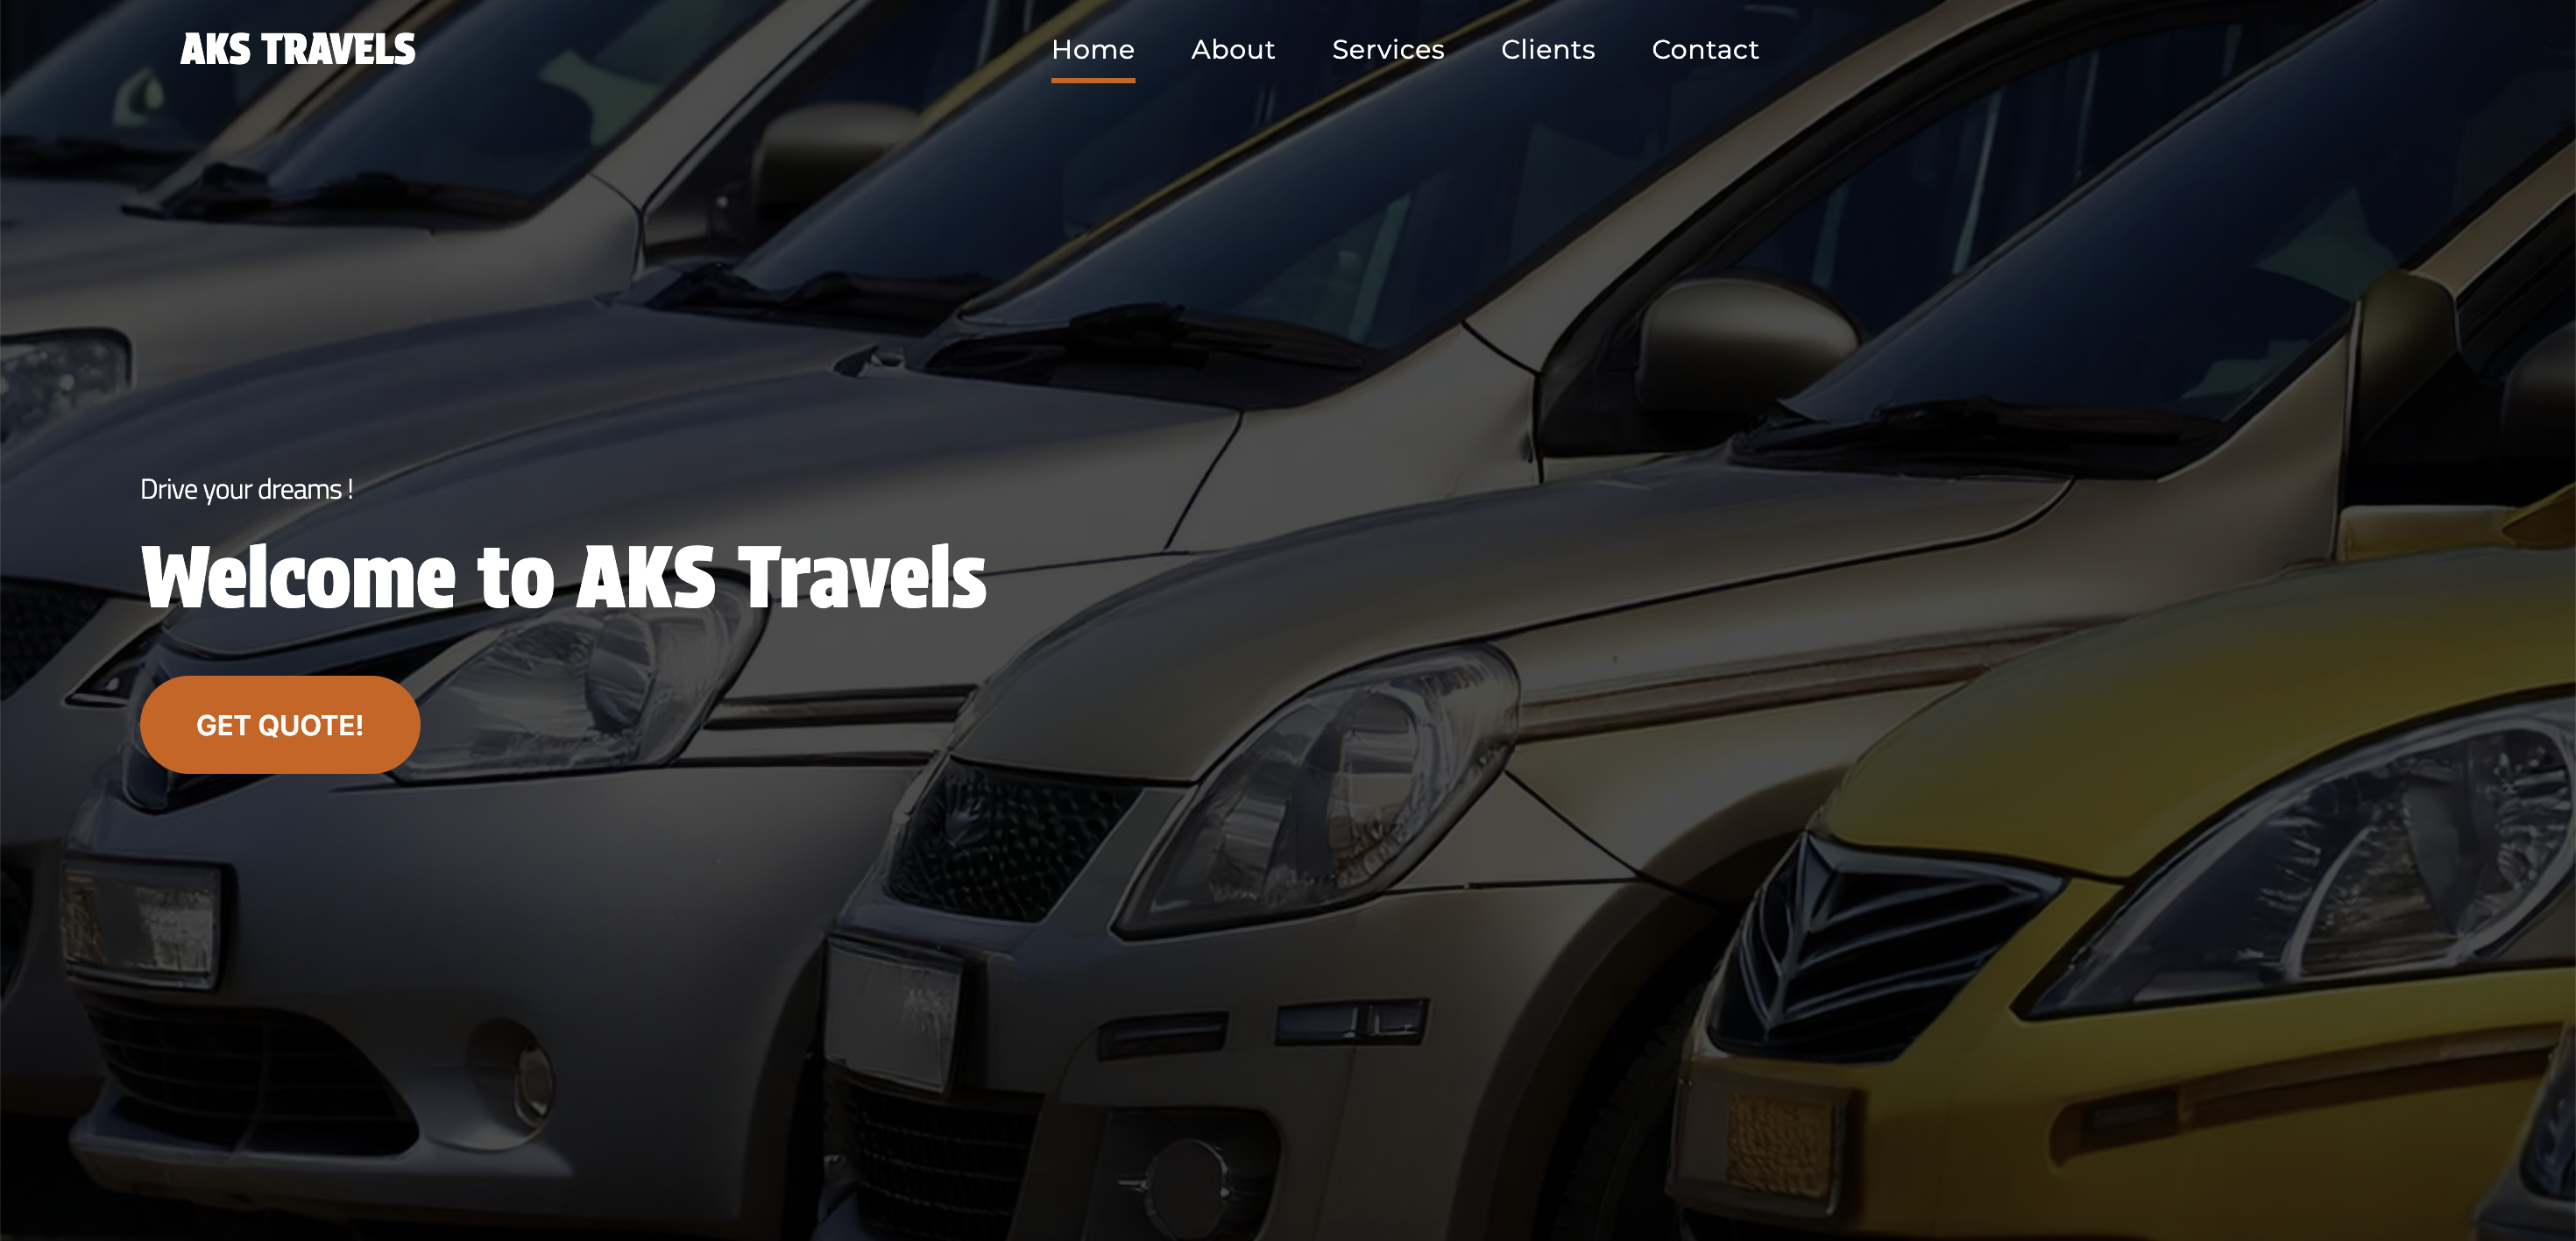 AKS TRAVELS
Home About Services Clients Contact
Drive your dreams !
Welcome to AKS Travels
GET QUOTE!